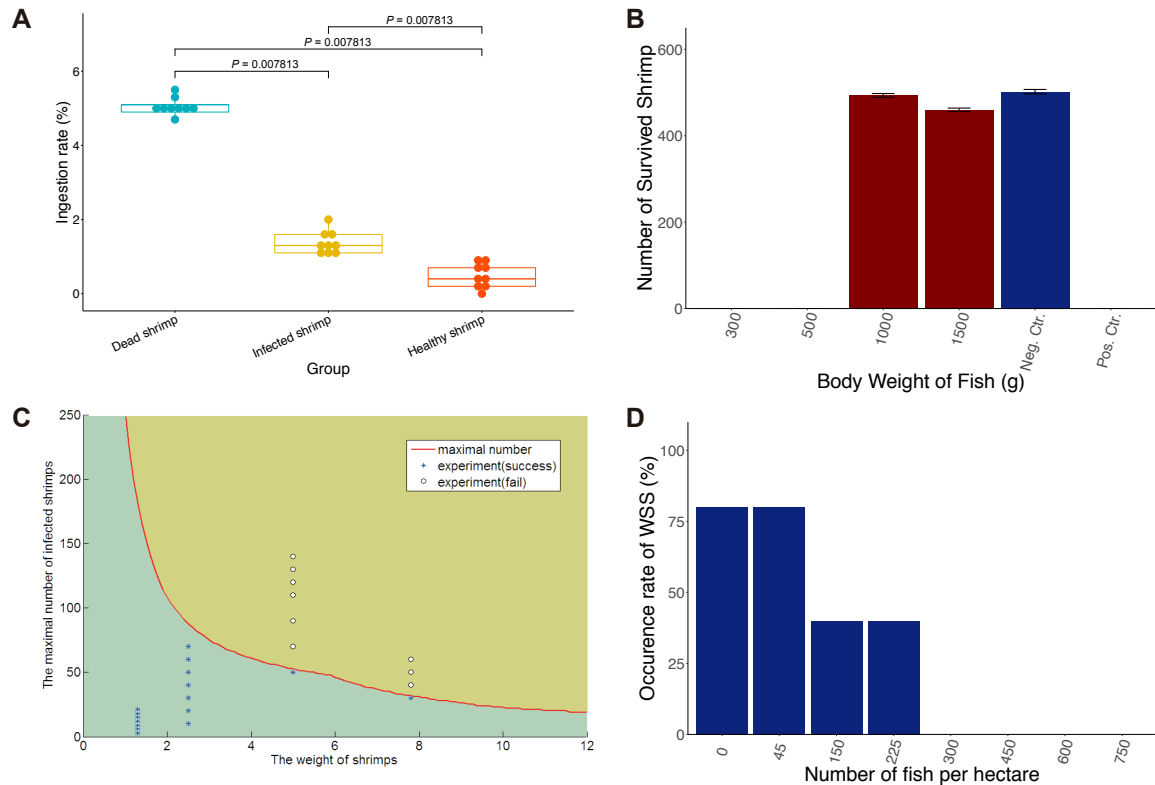 A
P = 0.007813
P = 0.007813
P = 0.007813
Ingestion rate (%)
6
4
2
0
Dead shrimp
Infected shrimp
Healthy shrimp
Group
B
Number of Survived Shrimp
600
400
200
0
300
500
1000
1500
Neg. Ctr.
Pos. Ctr.
Body Weight of Fish (g)
C
The maximal number of infected shrimps
250
200
150
100
50
0
0
2
4
6
8
10
12
The weight of shrimps
maximal number
experiment(success)
experiment(fail)
D
Occurence rate of WSS (%)
100
75
50
25
0
0
45
150
225
300
450
600
750
Number of fish per hectare